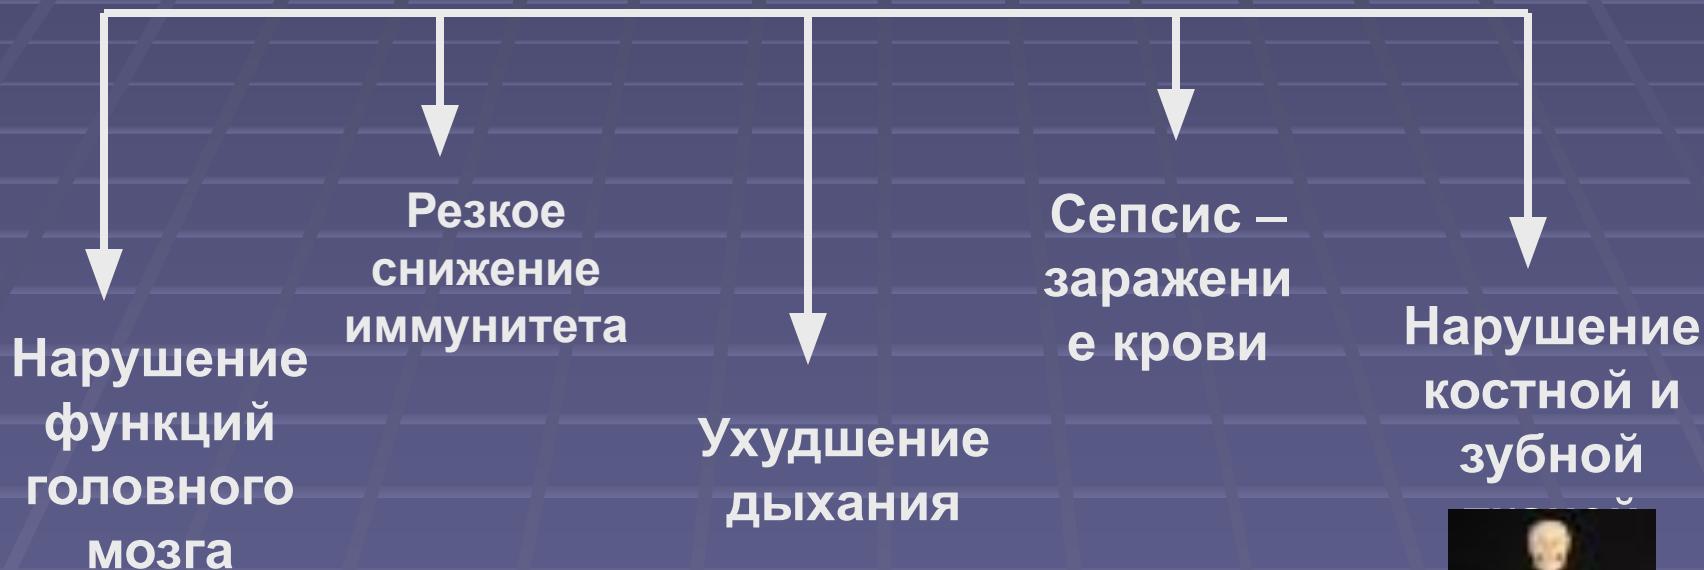 Нарушение
функций
головного
мозга
Резкое
снижение
иммунитета
Ухудшение
дыхания
Сепсис –
заражени
е крови
Нарушение
костной и
зубной